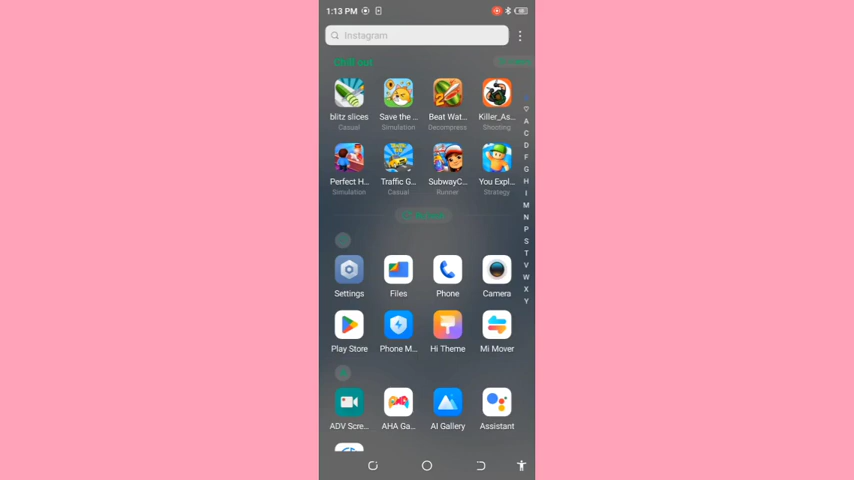 1:13 PM
Instagram
Chill out
blitz slices
Save the ...
Beat Wat...
Killer_As...
Casual
Simulation
Decompress
Shooting
Perfect H...
Traffic G...
SubwayC...
You Expl...
Simulation
Casual
Runner
Strategy
A
C
D
F
G
H
I
M
N
P
S
T
V
W
X
Y
Settings
Files
Phone
Camera
Play Store
Phone M...
Hi Theme
Mi Mover
ADV Scre...
AHA Ga...
AI Gallery
Assistant